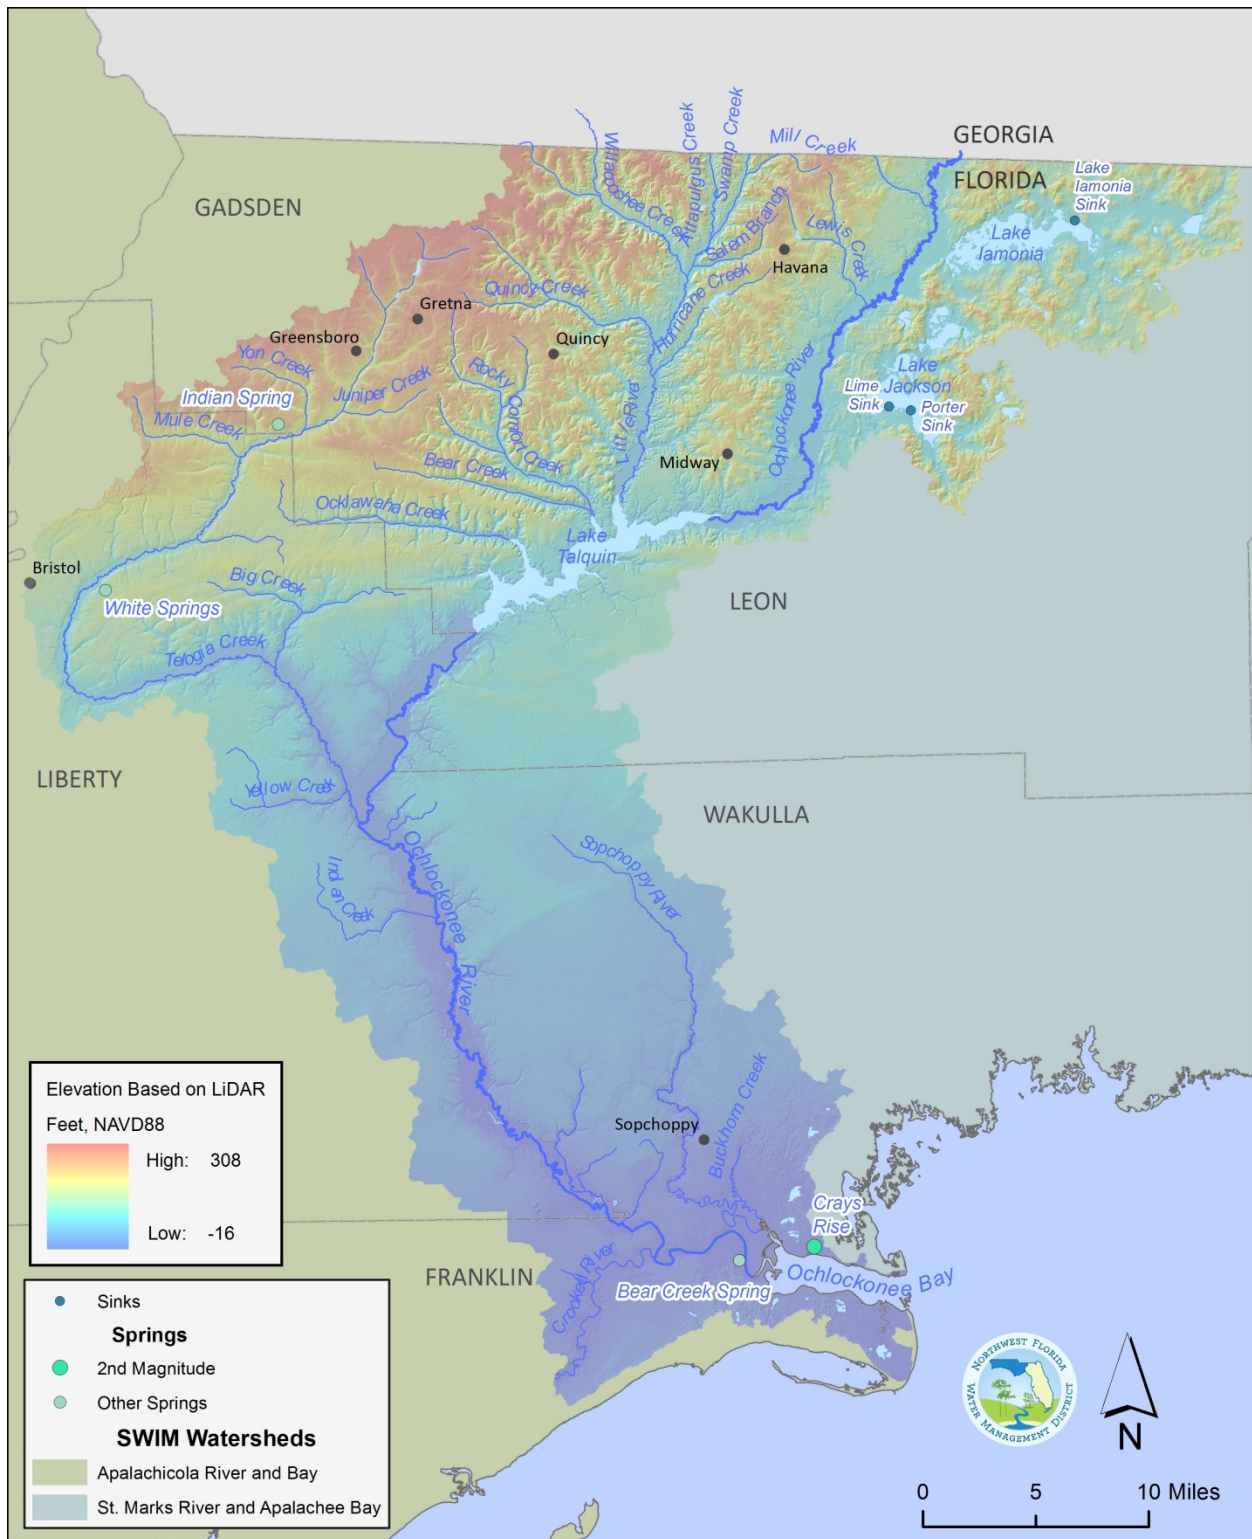 GEORGIA
FLORIDA
GADSDEN
Willacoochee Creek
Attapulgus Creek
Swamp Creek
Mill Creek
Lake
Iamonia
Sink
Lake
Iamonia
Salem Branch
Lewis Creek
Havana
Hurricane Creek
Quincy Creek
Gretna
Greensboro
Quincy
Yon Creek
Juniper Creek
Indian Spring
Mule Creek
Rocky Comfort Creek
Little River
Ochlockonee River
Lake
Jackson
Lime
Sink
Porter
Sink
Midway
Bear Creek
Ocklawaha Creek
Lake
Talquin
Bristol
Big Creek
White Springs
LEON
Telogia Creek
LIBERTY
Yellow Creek
WAKULLA
Ochlockonee River
Sopchoppy River
Indian Creek
Sopchoppy
Buckhorn Creek
Crays
Rise
FRANKLIN
Crooked River
Bear Creek Spring
Ochlockonee Bay
Elevation Based on LiDAR
Feet, NAVD88
High: 308
Low: -16
Sinks
Springs
2nd Magnitude
Other Springs
SWIM Watersheds
Apalachicola River and Bay
St. Marks River and Apalachee Bay
NORTHWEST FLORIDA
WATER MANAGEMENT DISTRICT
N
0 5 10 Miles